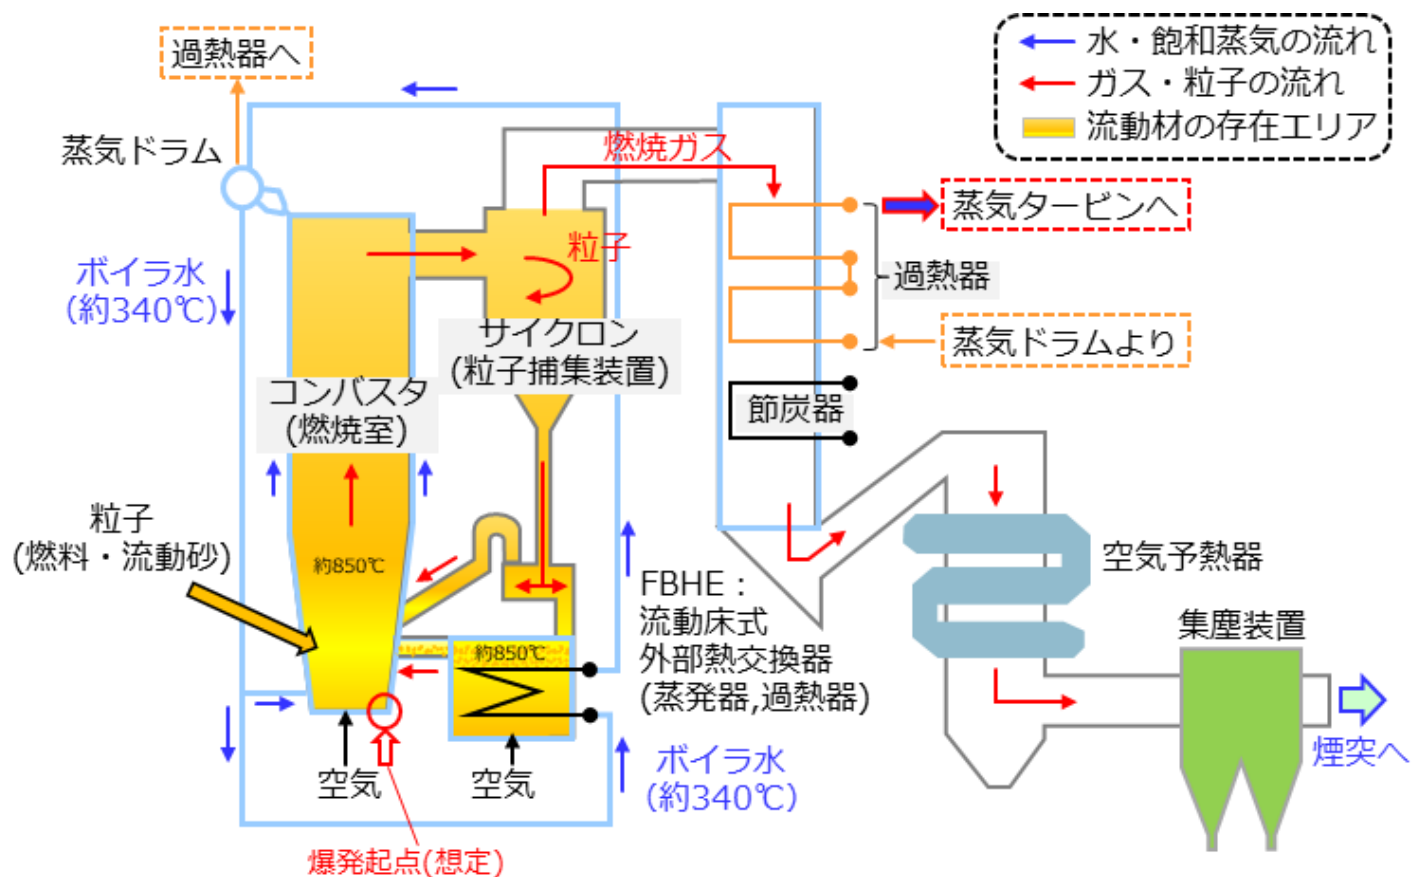 過熱器へ
水・飽和蒸気の流れ
ガス・粒子の流れ
流動材の存在エリア
蒸気ドラム
燃焼ガス
蒸気タービンへ
粒子
過熱器
ボイラ水
(約340℃)
蒸気ドラムより
サイクロン
(粒子捕集装置)
コンバスタ
(燃焼室)
節炭器
粒子
(燃料・流動砂)
約850℃
空気予熱器
FBHE：
流動床式
外部熱交換器
(蒸発器,過熱器)
約850℃
集塵装置
煙突へ
空気
空気
ボイラ水
(約340℃)
爆発起点(想定)